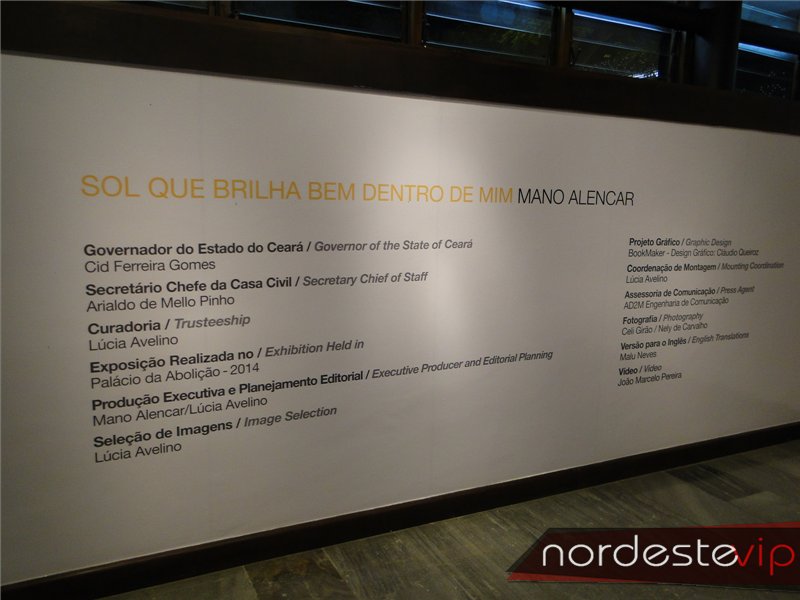 SOL QUE BRILHA BEM DENTRO DE MIM MANO ALENCAR
Governador do Estado do Ceará / Governor of the State of Ceará
Cid Ferreira Gomes
Secretário Chefe da Casa Civil / Secretary Chief of Staff
Arialdo de Mello Pinho
Curadoria / Trusteeship
Lúcia Avelino
Exposição Realizada no / Exhibition Held in
Palácio da Abolição - 2014
Produção Executiva e Planejamento Editorial / Executive Producer and Editorial Planning
Mano Alencar/Lúcia Avelino
Seleção de Imagens / Image Selection
Lúcia Avelino
Projeto Gráfico / Graphic Design
BookMaker - Design Gráfico: Cláudio Queiroz
Coordenação de Montagem / Mounting Coordination
Lúcia Avelino
Assessoria de Comunicação / Press Agent
AD2M Engenharia de Comunicação
Fotografia / Photography
Celi Girão / Nely de Carvalho
Versão para o Inglês / English Translations
Malu Neves
Vídeo / Video
João Marcelo Pereira
nordestevip